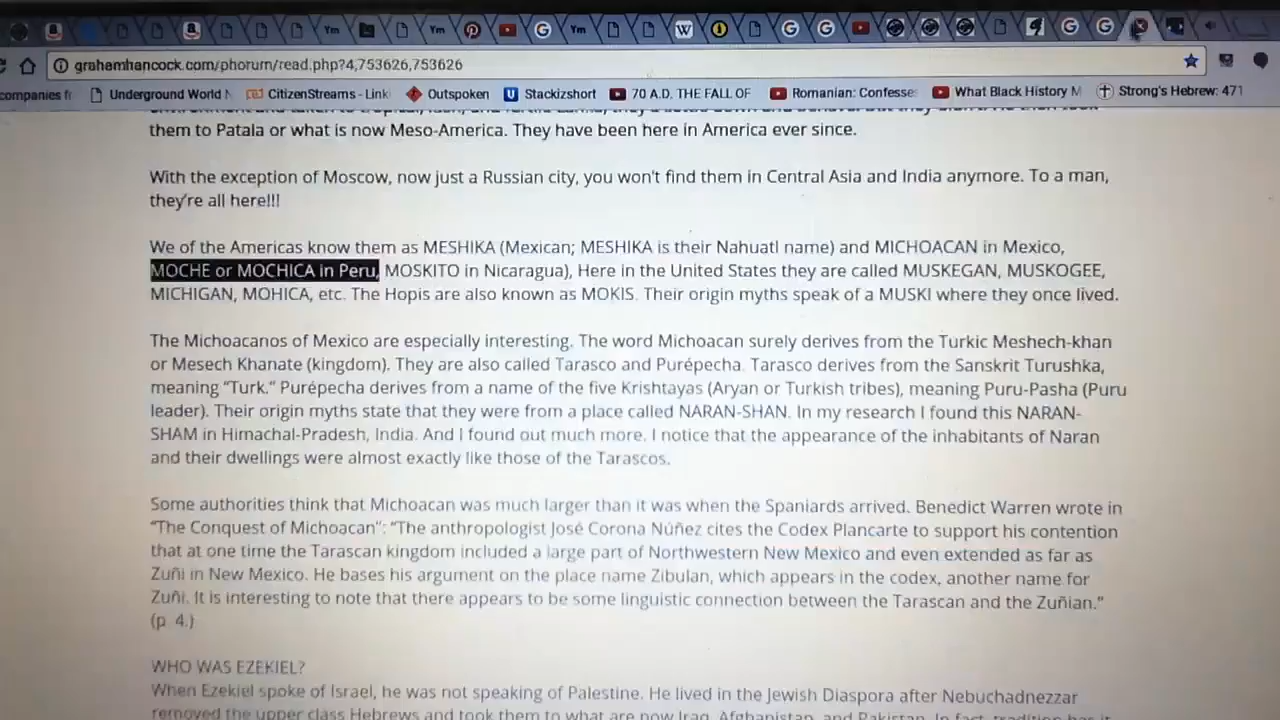 Ym
Ym
Ym
W
grahamhancock.com/phorum/read.php?4,753626,753626
companies fr
Underground World N
CitizenStreams - Link
Outspoken
Stackizshort
70 A.D. THE FALL OF
Romanian: Confesse
What Black History M
Strong's Hebrew: 471
them to Patala or what is now Meso-America. They have been here in America ever since.
With the exception of Moscow, now just a Russian city, you won't find them in Central Asia and India anymore. To a man,
they're all here!!!
We of the Americas know them as MESHIKA (Mexican; MESHIKA is their Nahuatl name) and MICHOACAN in Mexico,
MOCHE or MOCHICA in Peru, MOSKITO in Nicaragua), Here in the United States they are called MUSKEGAN, MUSKOGEE,
MICHIGAN, MOHICA, etc. The Hopis are also known as MOKIS. Their origin myths speak of a MUSKI where they once lived.
The Michoacanos of Mexico are especially interesting. The word Michoacan surely derives from the Turkic Meshech-khan
or Mesech Khanate (kingdom). They are also called Tarasco and Purépecha. Tarasco derives from the Sanskrit Turushka,
meaning "Turk." Purépecha derives from a name of the five Krishtayas (Aryan or Turkish tribes), meaning Puru-Pasha (Puru
leader). Their origin myths state that they were from a place called NARAN-SHAN. In my research I found this NARAN-
SHAM in Himachal-Pradesh, India. And I found out much more. I notice that the appearance of the inhabitants of Naran
and their dwellings were almost exactly like those of the Tarascos.
Some authorities think that Michoacan was much larger than it was when the Spaniards arrived. Benedict Warren wrote in
"The Conquest of Michoacan": "The anthropologist José Corona Núñez cites the Codex Plancarte to support his contention
that at one time the Tarascan kingdom included a large part of Northwestern New Mexico and even extended as far as
Zuñi in New Mexico. He bases his argument on the place name Zibulan, which appears in the codex, another name for
Zuñi. It is interesting to note that there appears to be some linguistic connection between the Tarascan and the Zuñian."
(p. 4.)
WHO WAS EZEKIEL?
When Ezekiel spoke of Israel, he was not speaking of Palestine. He lived in the Jewish Diaspora after Nebuchadnezzar
removed the upper class Hebrews and took them to what are now Iraq, Afghanistan, and Pakistan. In fact, tradition has it